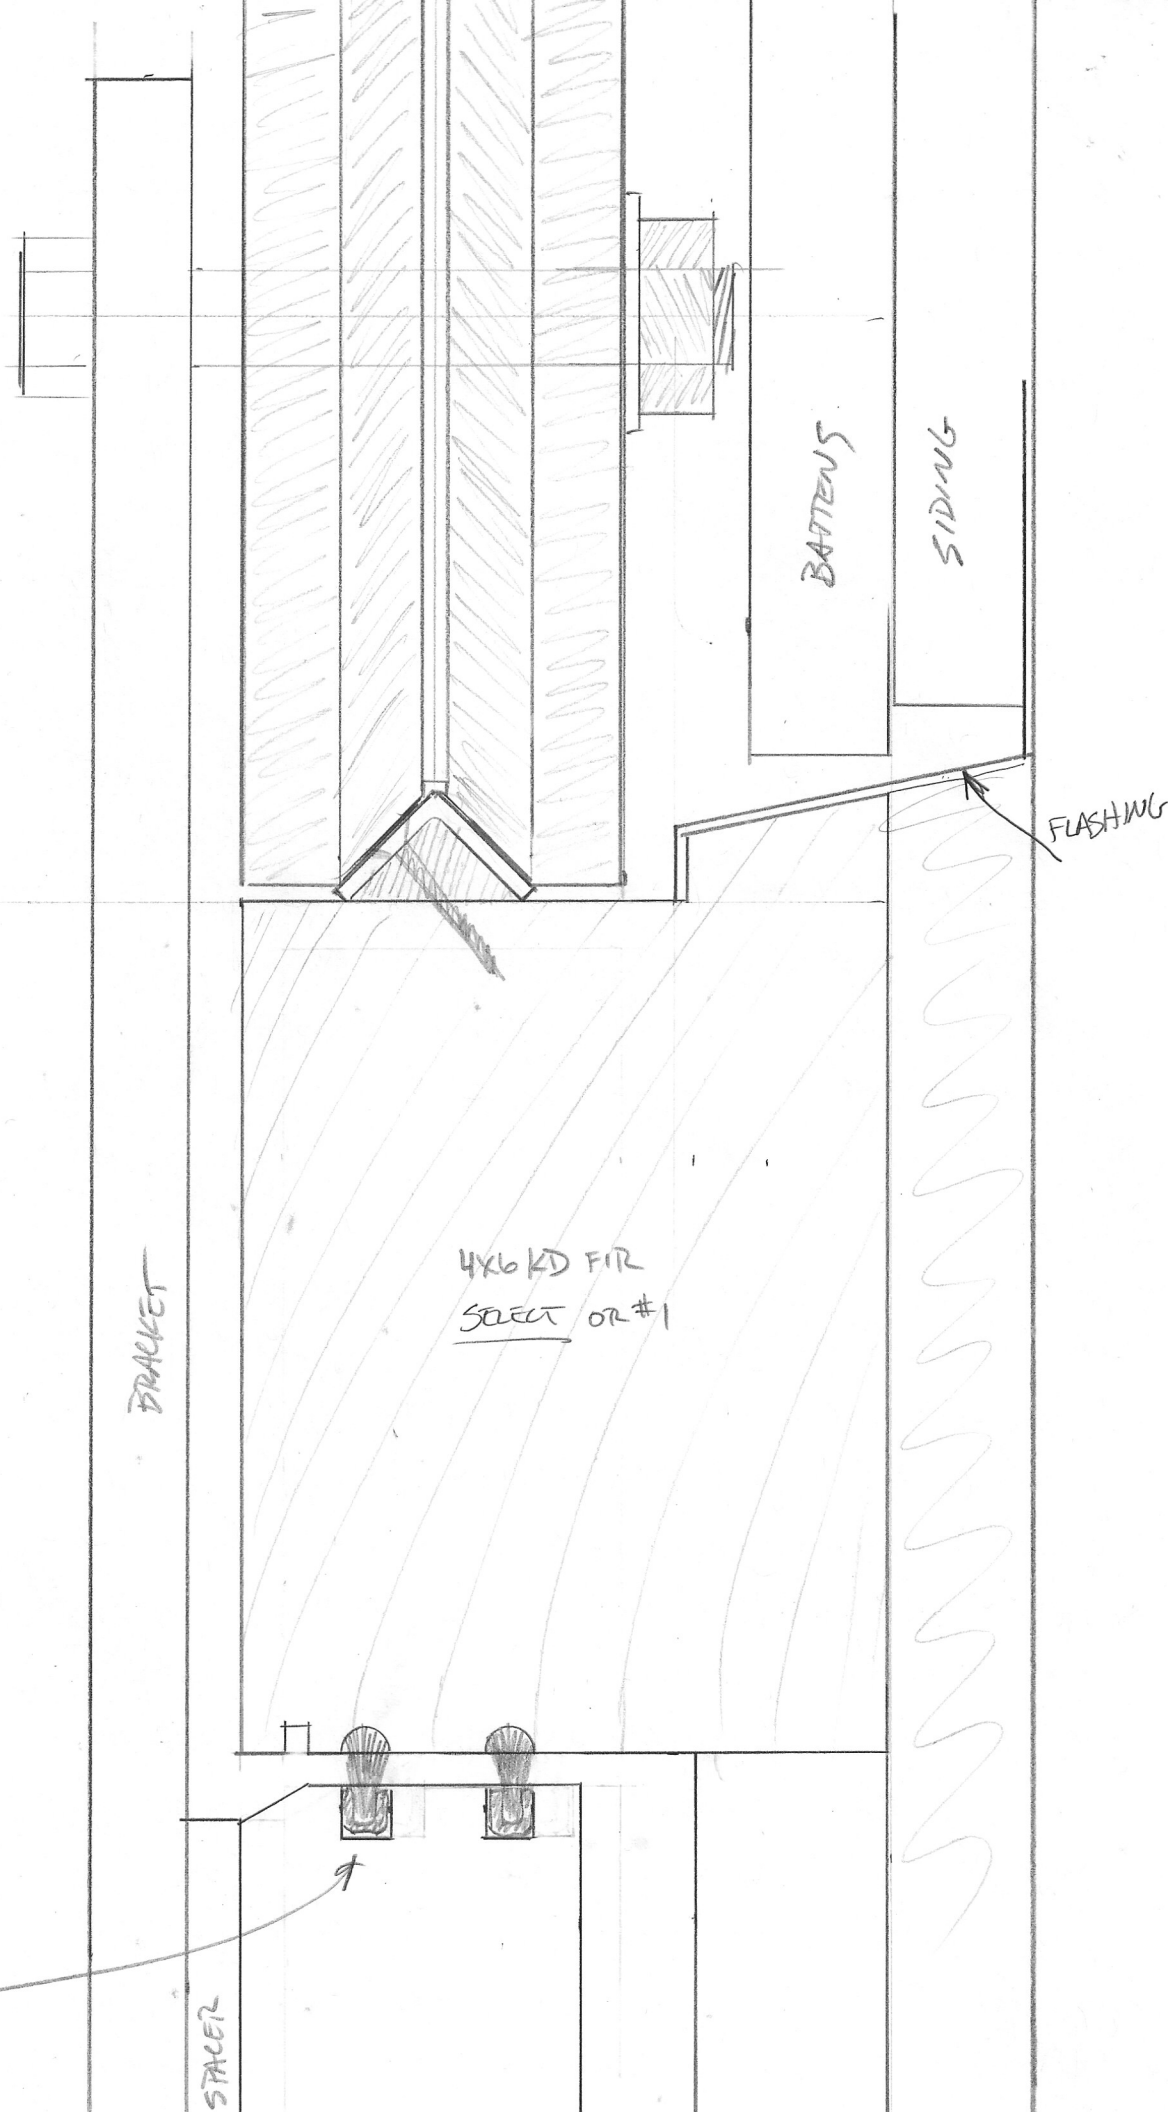 BATTENS
SIDING
FLASHING
4X6 KD FIR
SELECT OR #1
BRACKET
SPACER